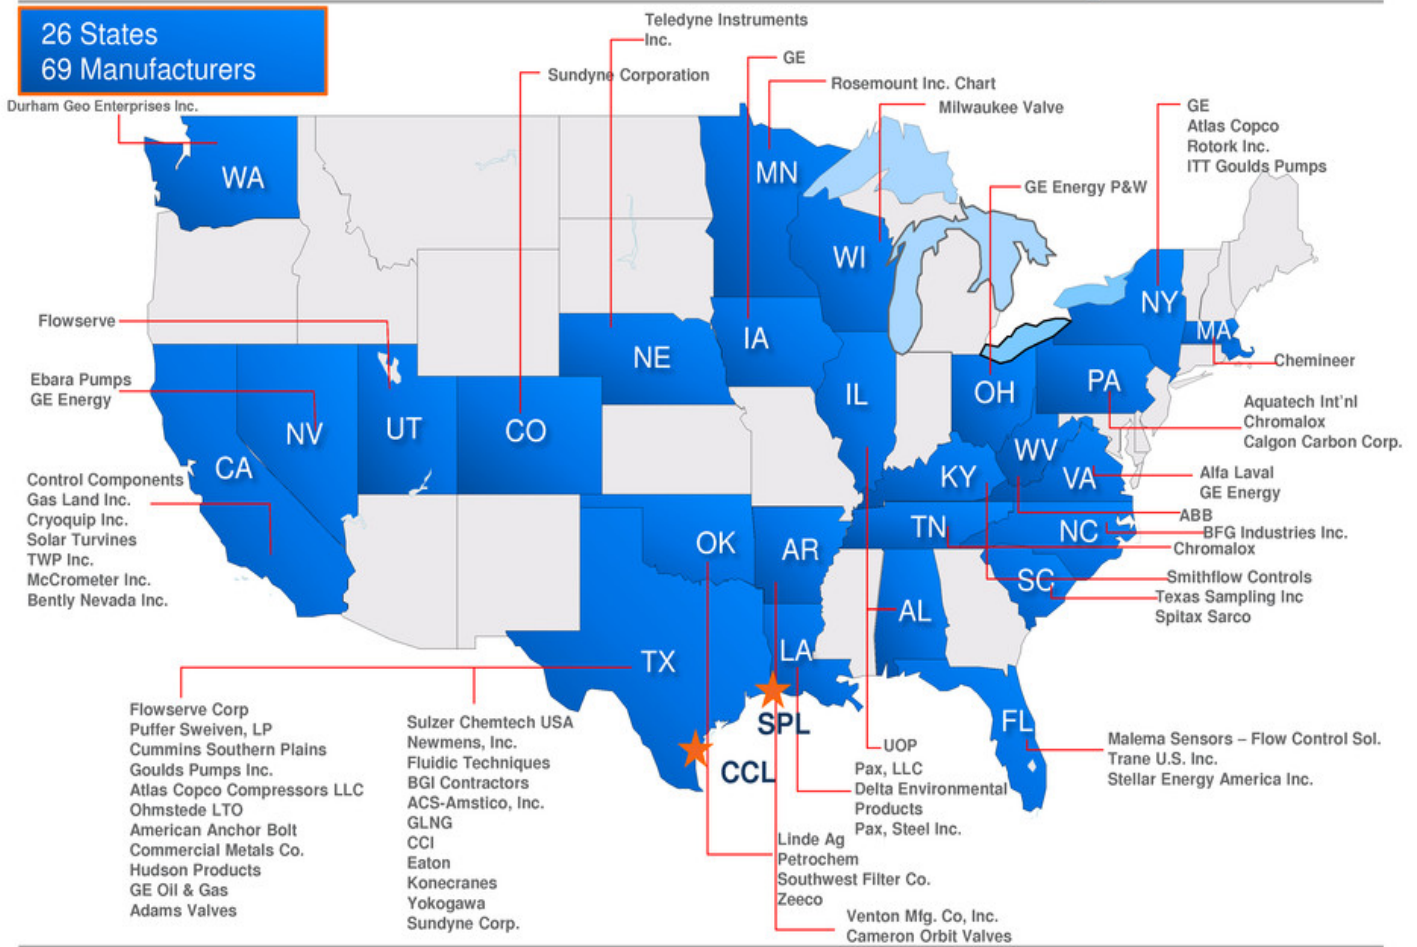 26 States
69 Manufacturers
Teledyne Instruments
Inc.
GE
Sundyne Corporation
Rosemount Inc. Chart
Milwaukee Valve
Durham Geo Enterprises Inc.
GE
Atlas Copco
Rotork Inc.
ITT Goulds Pumps
GE Energy P&W
WA
MN
WI
NY
MA
Flowserve
IA
NE
Chemineer
Ebara Pumps
GE Energy
PA
OH
IL
Aquatech Int'nl
Chromalox
Calgon Carbon Corp.
NV
UT
CO
WV
CA
KY
VA
Alfa Laval
GE Energy
Control Components
Gas Land Inc.
Cryoquip Inc.
Solar Turvines
TWP Inc.
McCrometer Inc.
Bently Nevada Inc.
ABB
BFG Industries Inc.
Chromalox
TN
NC
OK
AR
Smithflow Controls
Texas Sampling Inc
Spitax Sarco
SC
AL
LA
TX
SPL
CCL
FL
Flowserve Corp
Puffer Sweiven, LP
Cummins Southern Plains
Goulds Pumps Inc.
Atlas Copco Compressors LLC
Ohmstede LTO
American Anchor Bolt
Commercial Metals Co.
Hudson Products
GE Oil & Gas
Adams Valves
Sulzer Chemtech USA
Newmens, Inc.
Fluidic Techniques
BGI Contractors
ACS-Amstico, Inc.
GLNG
CCI
Eaton
Konecranes
Yokogawa
Sundyne Corp.
UOP
Pax, LLC
Delta Environmental
Products
Pax, Steel Inc.
Malema Sensors – Flow Control Sol.
Trane U.S. Inc.
Stellar Energy America Inc.
Linde Ag
Petrochem
Southwest Filter Co.
Zeeco
Venton Mfg. Co, Inc.
Cameron Orbit Valves